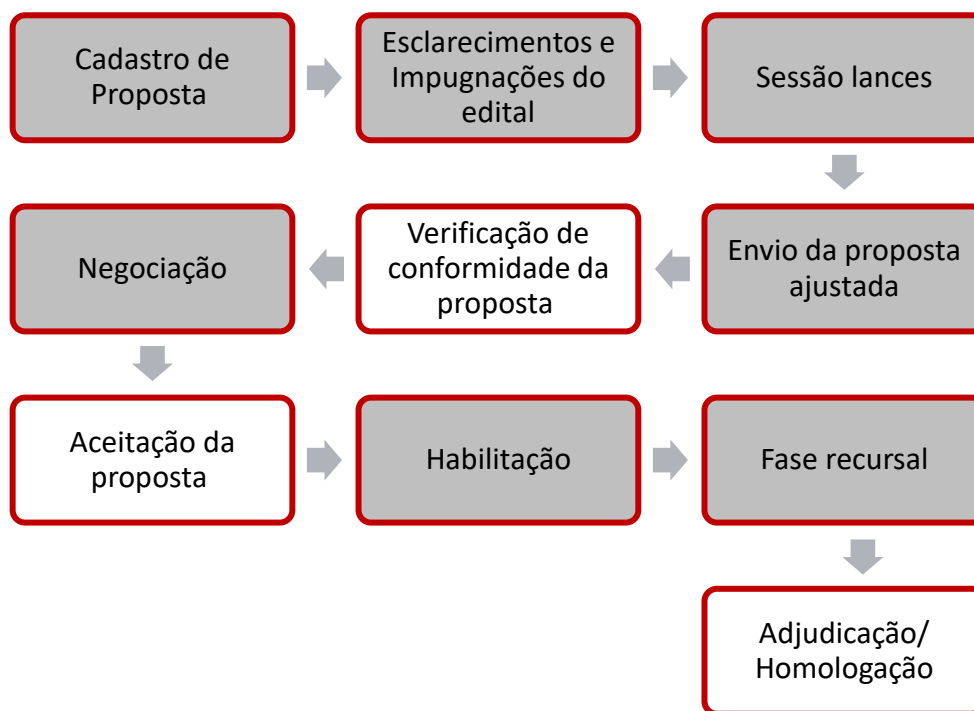 Cadastro de
Proposta
Esclarecimentos e
Impugnações do
edital
Sessão lances
Envio da proposta
ajustada
Verificação de
conformidade da
proposta
Negociação
Aceitação da
proposta
Habilitação
Fase recursal
Adjudicação/
Homologação